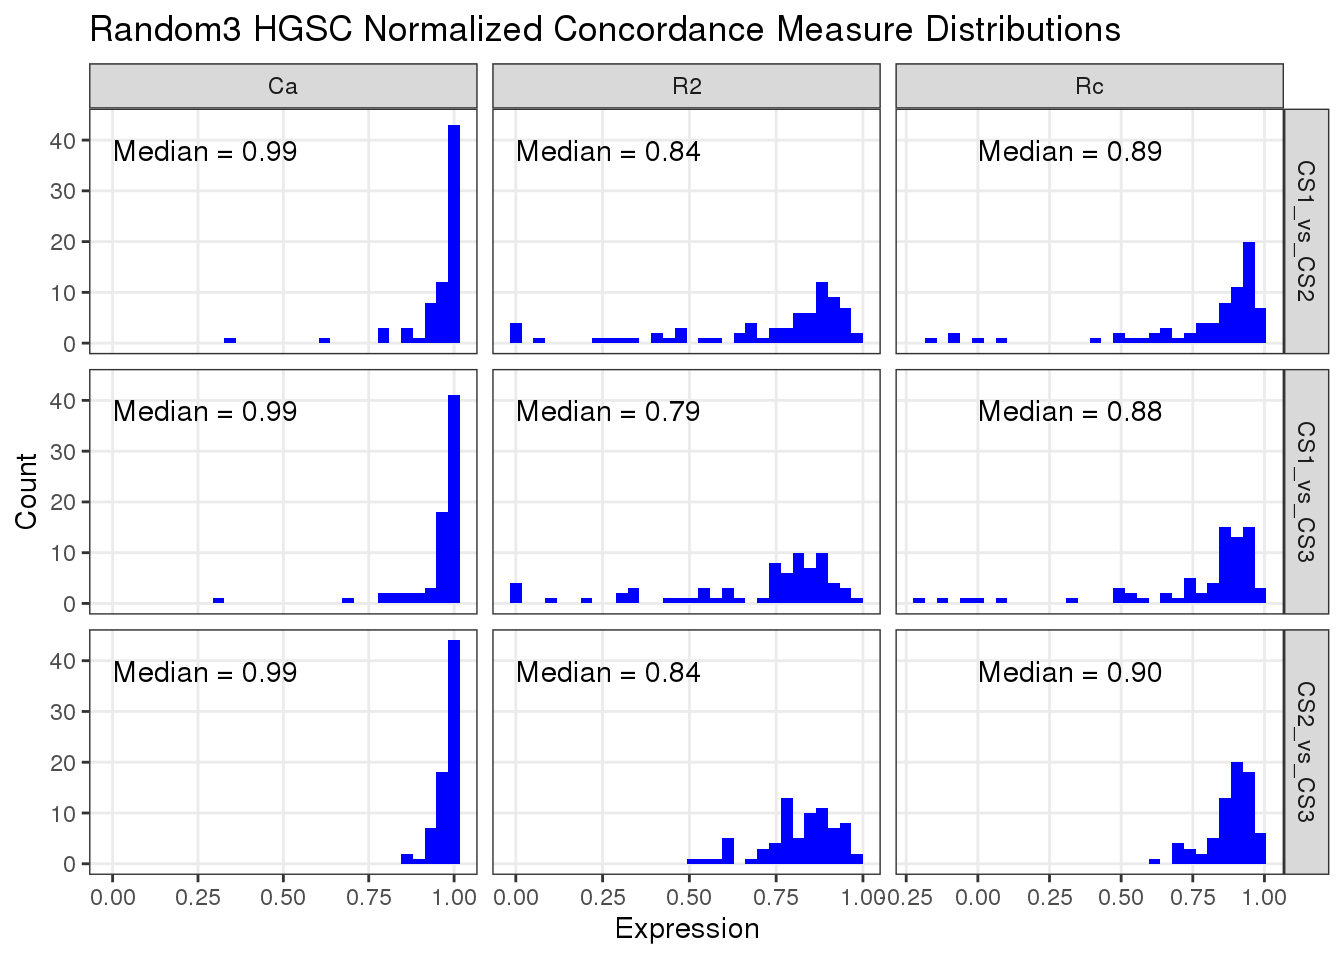 Random3 HGSC Normalized Concordance Measure Distributions
Ca R2 Rc
Median = 0.99 Median = 0.84 Median = 0.89
CS1_vs_CS2
40
30
20
10
0
Median = 0.99 Median = 0.79 Median = 0.88
CS1_vs_CS3
40
30
20
10
0
Count
Median = 0.99 Median = 0.84 Median = 0.90
CS2_vs_CS3
40
30
20
10
0
0.00 0.25 0.50 0.75 1.00 0.00 0.25 0.50 0.75 1.00 -0.25 0.00 0.25 0.50 0.75 1.00
Expression